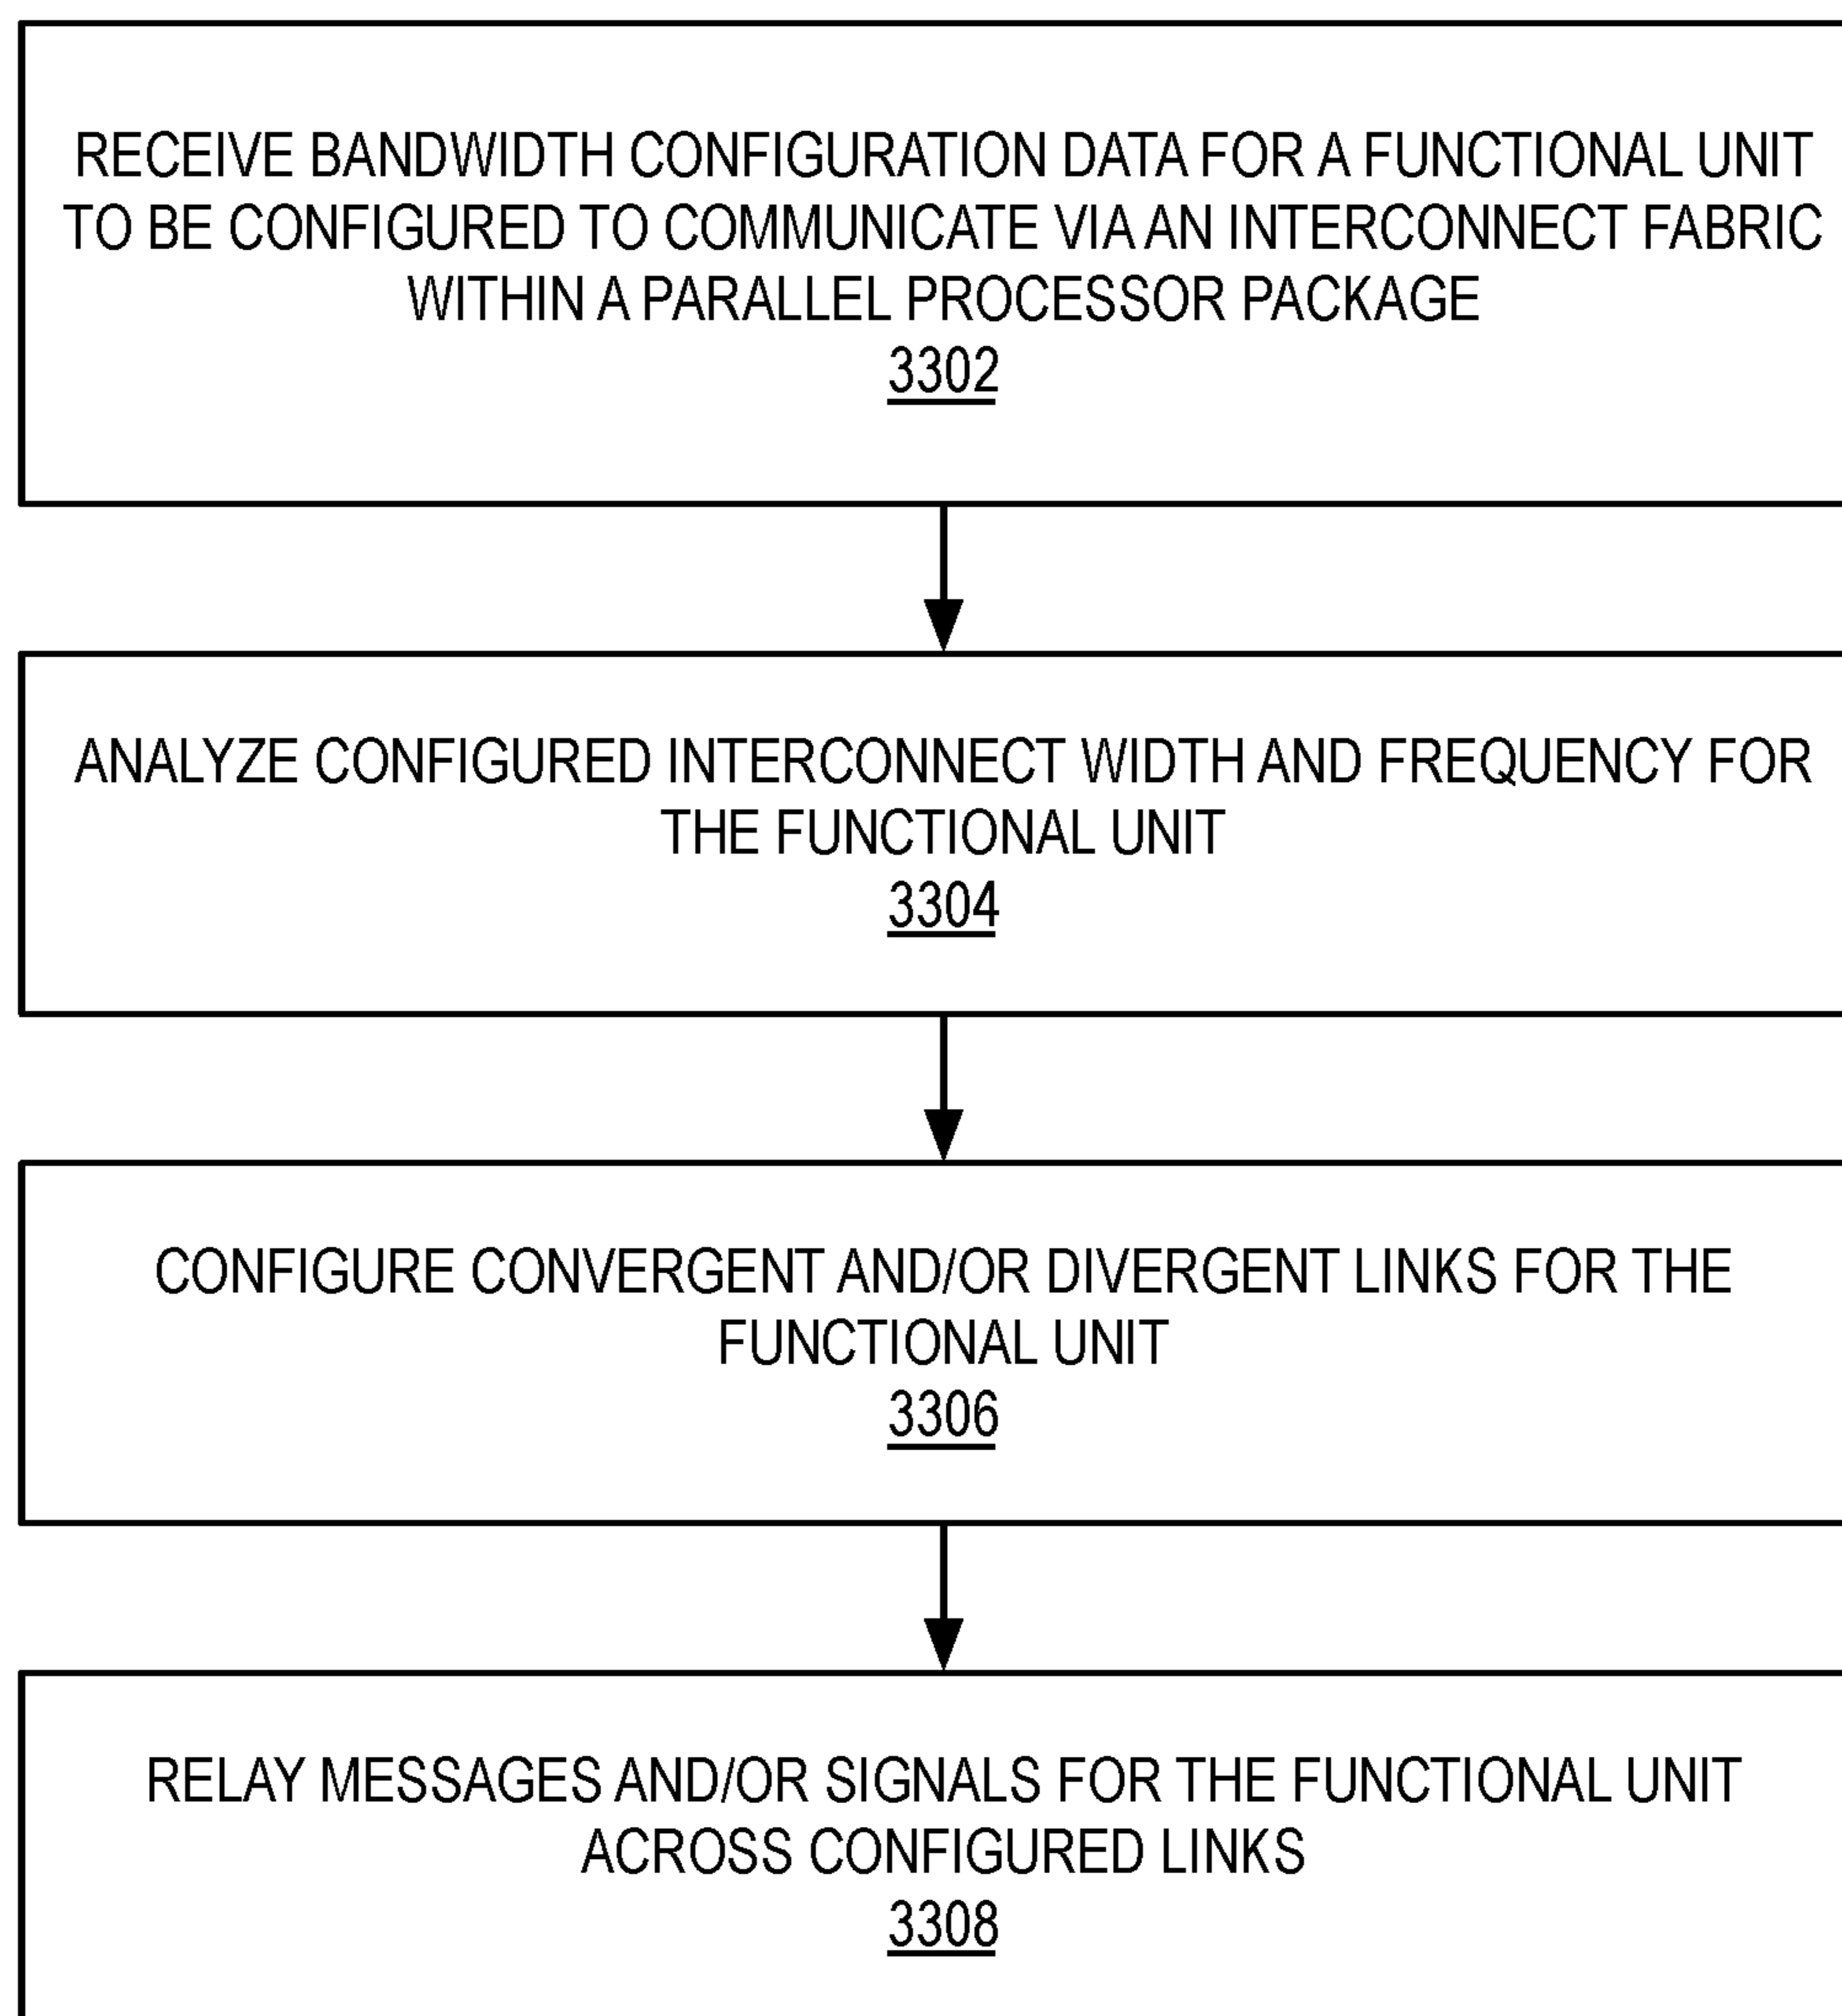 RECEIVE BANDWIDTH CONFIGURATION DATA FOR A FUNCTIONAL UNIT
TO BE CONFIGURED TO COMMUNICATE VIA AN INTERCONNECT FABRIC
WITHIN A PARALLEL PROCESSOR PACKAGE
3302
ANALYZE CONFIGURED INTERCONNECT WIDTH AND FREQUENCY FOR
THE FUNCTIONAL UNIT
3304
CONFIGURE CONVERGENT AND/OR DIVERGENT LINKS FOR THE
FUNCTIONAL UNIT
3306
RELAY MESSAGES AND/OR SIGNALS FOR THE FUNCTIONAL UNIT
ACROSS CONFIGURED LINKS
3308